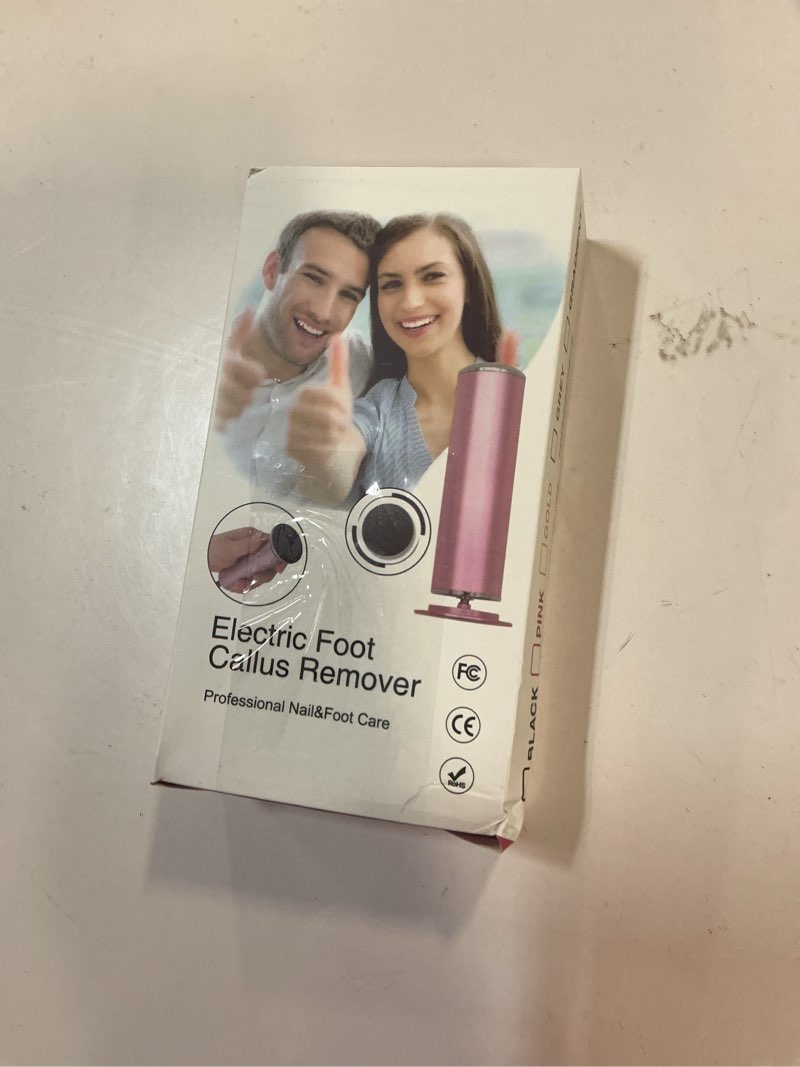 Electric Foot
Callus Remover
Professional Nail&Foot Care
FC
CE
RoHS
BLACK
PINK
GOLD
GREY